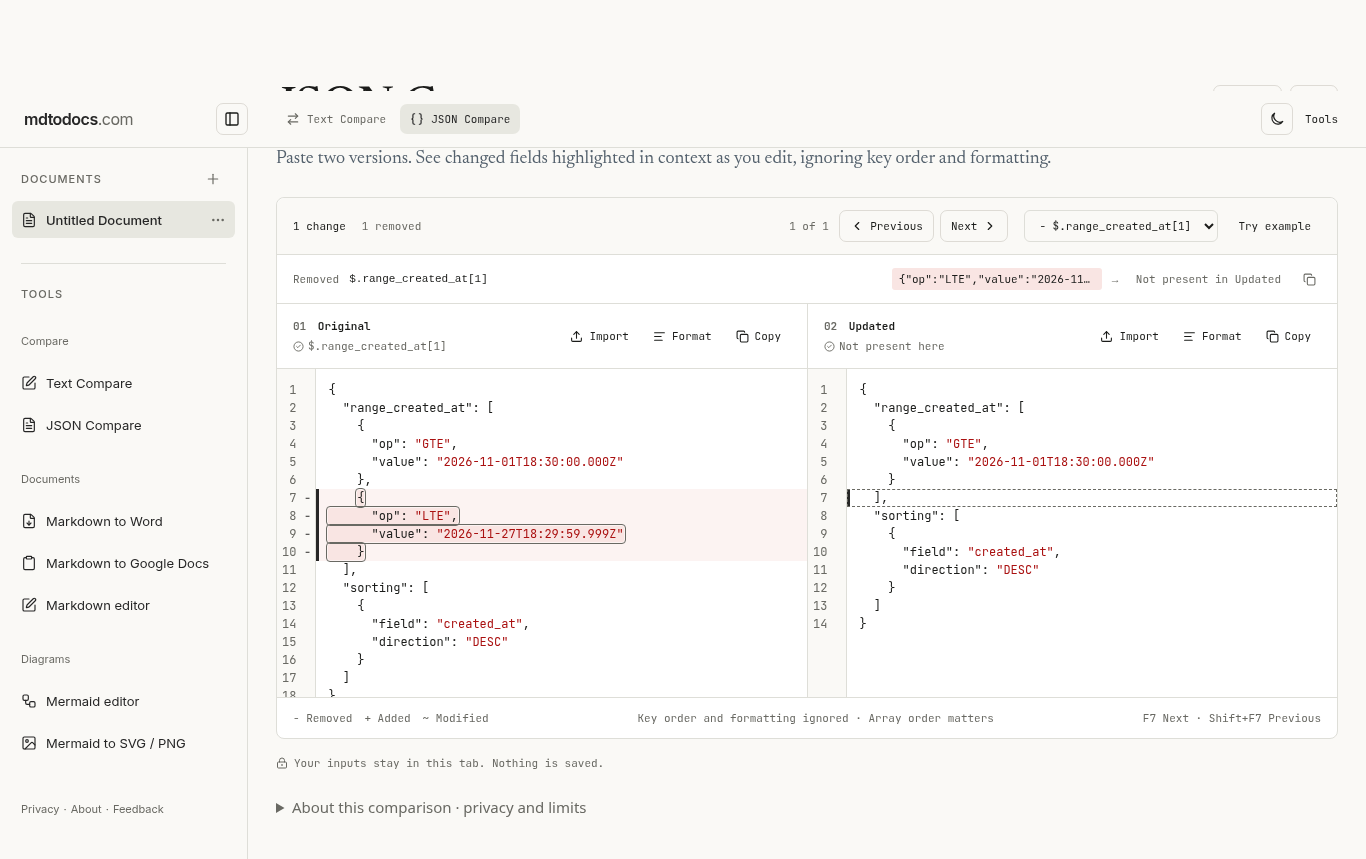 mdtodocs.com
Text Compare
JSON Compare
Tools
DOCUMENTS
Untitled Document
TOOLS
Compare
Text Compare
JSON Compare
Documents
Markdown to Word
Markdown to Google Docs
Markdown editor
Diagrams
Mermaid editor
Mermaid to SVG / PNG
Privacy · About · Feedback
Paste two versions. See changed fields highlighted in context as you edit, ignoring key order and formatting.
1 change 1 removed
1 of 1
Previous
Next
- $.range_created_at[1]
Try example
Removed $.range_created_at[1]
{"op":"LTE","value":"2026-11… → Not present in Updated
01 Original
$.range_created_at[1]
Import
Format
Copy
1 {
2 "range_created_at": [
3 {
4 "op": "GTE",
5 "value": "2026-11-01T18:30:00.000Z"
6 },
7 - {
8 - "op": "LTE",
9 - "value": "2026-11-27T18:29:59.999Z"
10 - }
11 ],
12 "sorting": [
13 {
14 "field": "created_at",
15 "direction": "DESC"
16 }
17 ]
18 }
02 Updated
Not present here
Import
Format
Copy
1 {
2 "range_created_at": [
3 {
4 "op": "GTE",
5 "value": "2026-11-01T18:30:00.000Z"
6 }
7 ],
8 "sorting": [
9 {
10 "field": "created_at",
11 "direction": "DESC"
12 }
13 ]
14 }
- Removed + Added ~ Modified
Key order and formatting ignored · Array order matters
F7 Next · Shift+F7 Previous
Your inputs stay in this tab. Nothing is saved.
About this comparison · privacy and limits